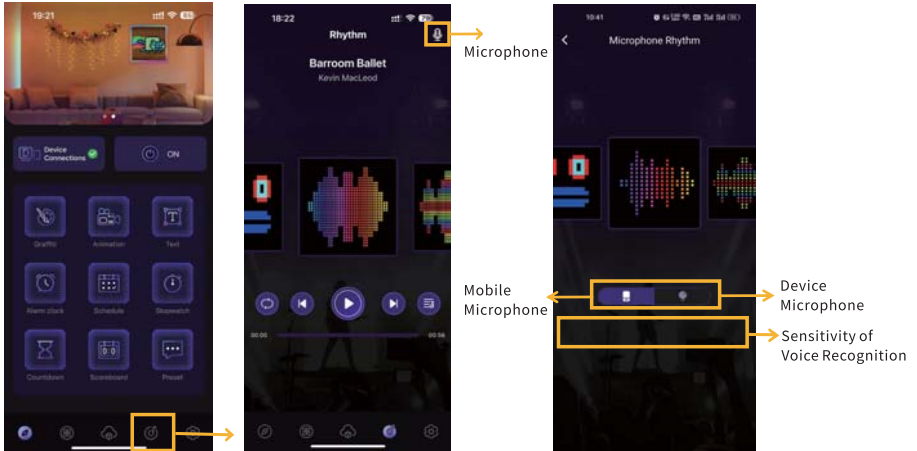 19:21
65
Device
Connections
ON
Graffiti
Animation
Text
Alarm clock
Schedule
Stopwatch
Countdown
Scoreboard
Preset
18:22
Rhythm
Barroom Ballet
Kevin MacLeod
00:00
00:56
Microphone
10:41
Microphone Rhythm
Mobile
Microphone
Device
Microphone
Sensitivity of
Voice Recognition